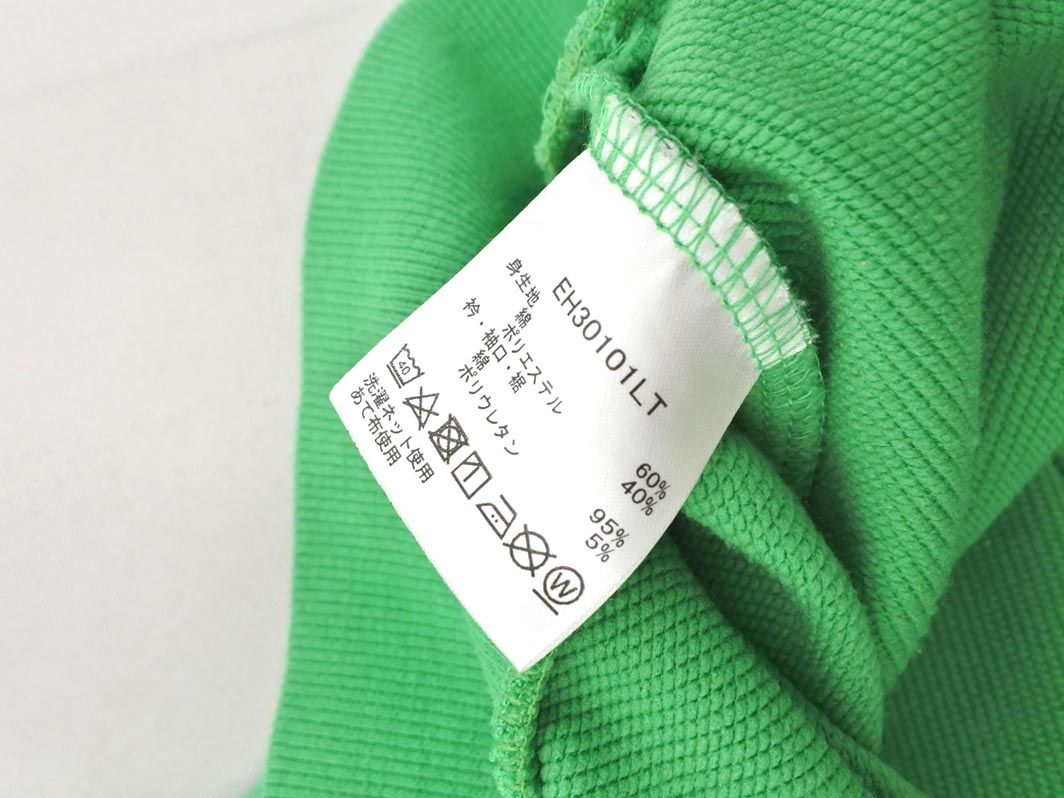 EH30101LT
身生地
綿 60%
ポリエステル 40%
衿・袖口・裾
綿 95%
ポリウレタン 5%
40 W
洗濯ネット使用
あて布使用